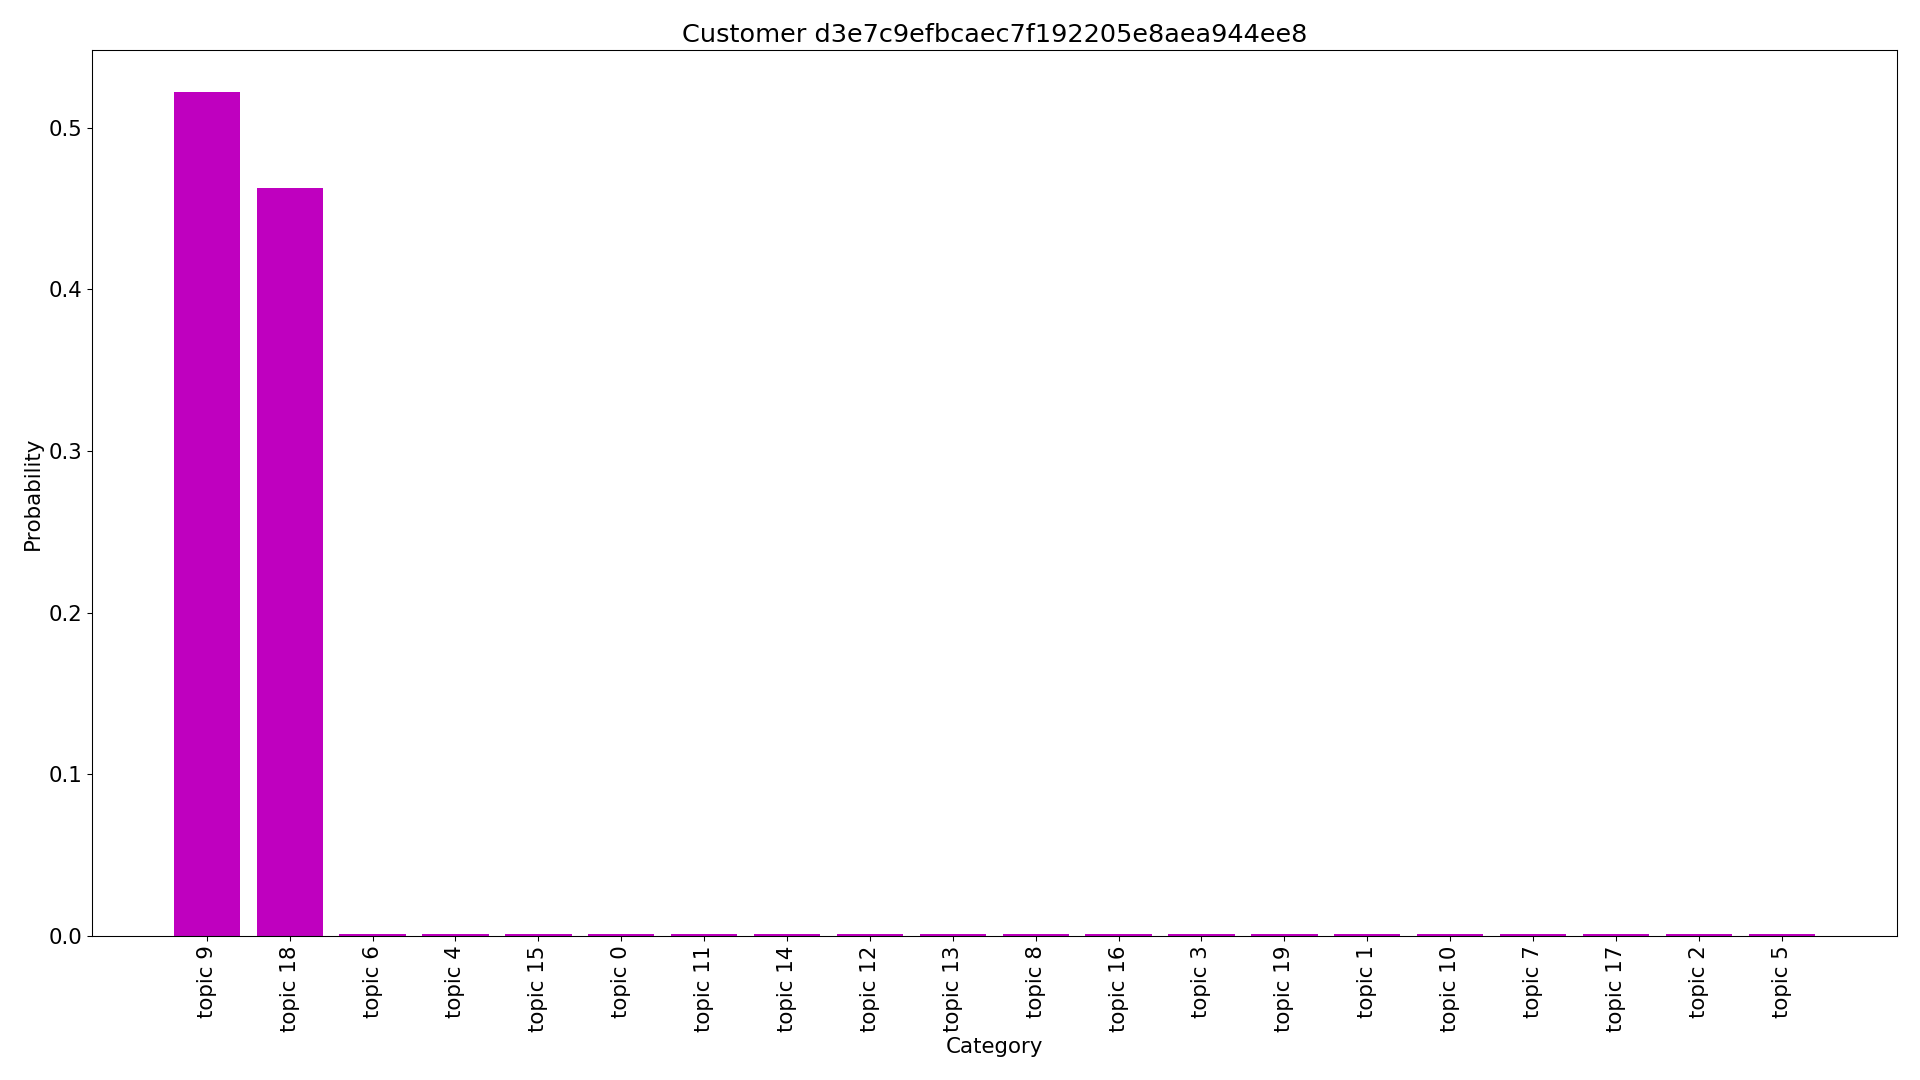 Customer d3e7c9efbcaec7f192205e8aea944ee8
Probability
0.5
0.4
0.3
0.2
0.1
0.0
topic 9
topic 18
topic 6
topic 4
topic 15
topic 0
topic 11
topic 14
topic 12
topic 13
topic 8
topic 16
topic 3
topic 19
topic 1
topic 10
topic 7
topic 17
topic 2
topic 5
Category